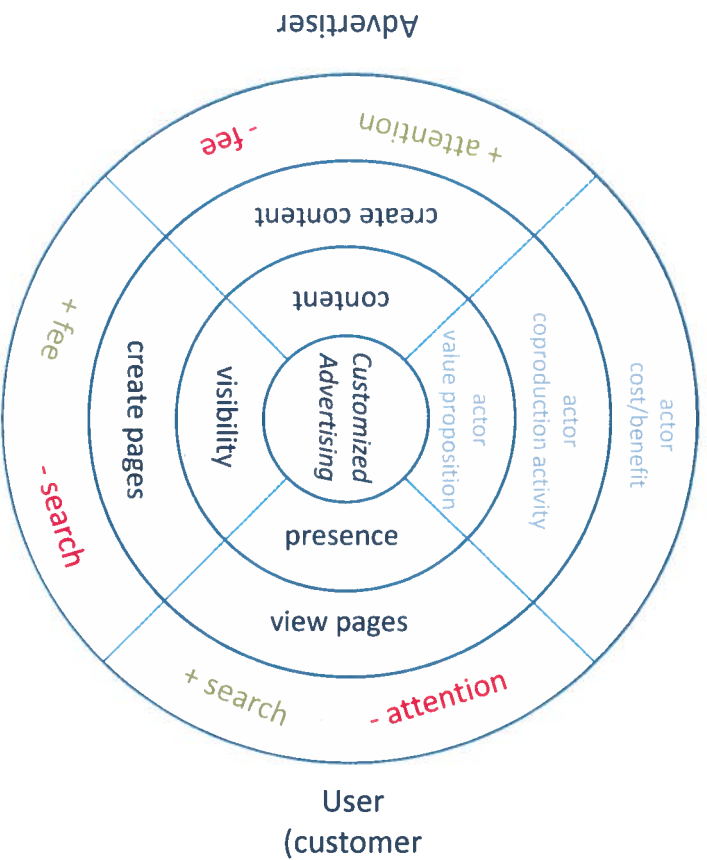 Advertiser
- fee
+ attention
create content
content
+ fee
- search
create pages
visibility
Customized
Advertising
actor
value proposition
actor
coproduction activity
actor
cost/benefit
presence
view pages
+ search
- attention
User
(customer